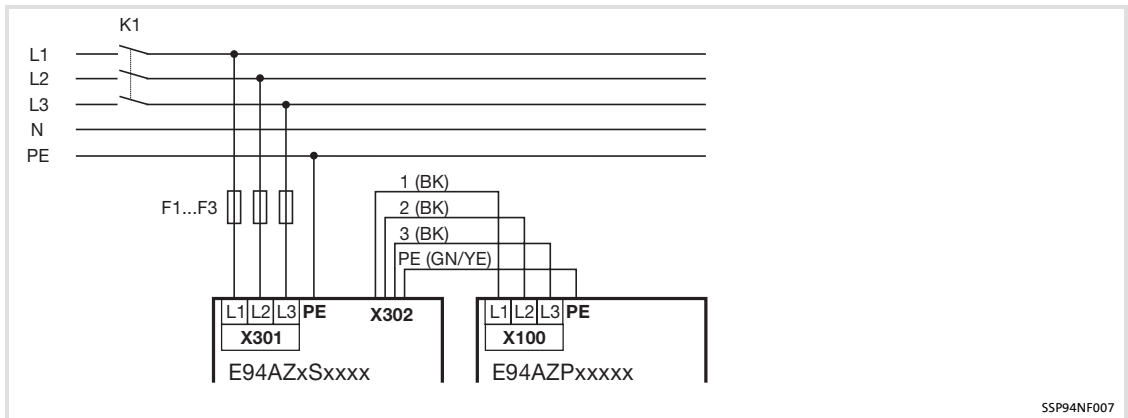 K1
L1
L2
L3
N
PE
1 (BK)
2 (BK)
3 (BK)
PE (GN/YE)
F1...F3
L1 L2 L3 PE
X302
L1 L2 L3 PE
X301
X100
E94AZxSxxxx
E94AZPxxxxx
SSP94NF007